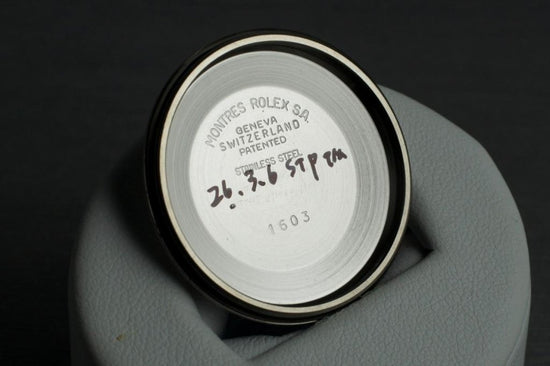 MONTRES ROLEX S.A.
GENEVA
SWITZERLAND
PATENTED
STAINLESS STEEL
26.3.6 STP
1603